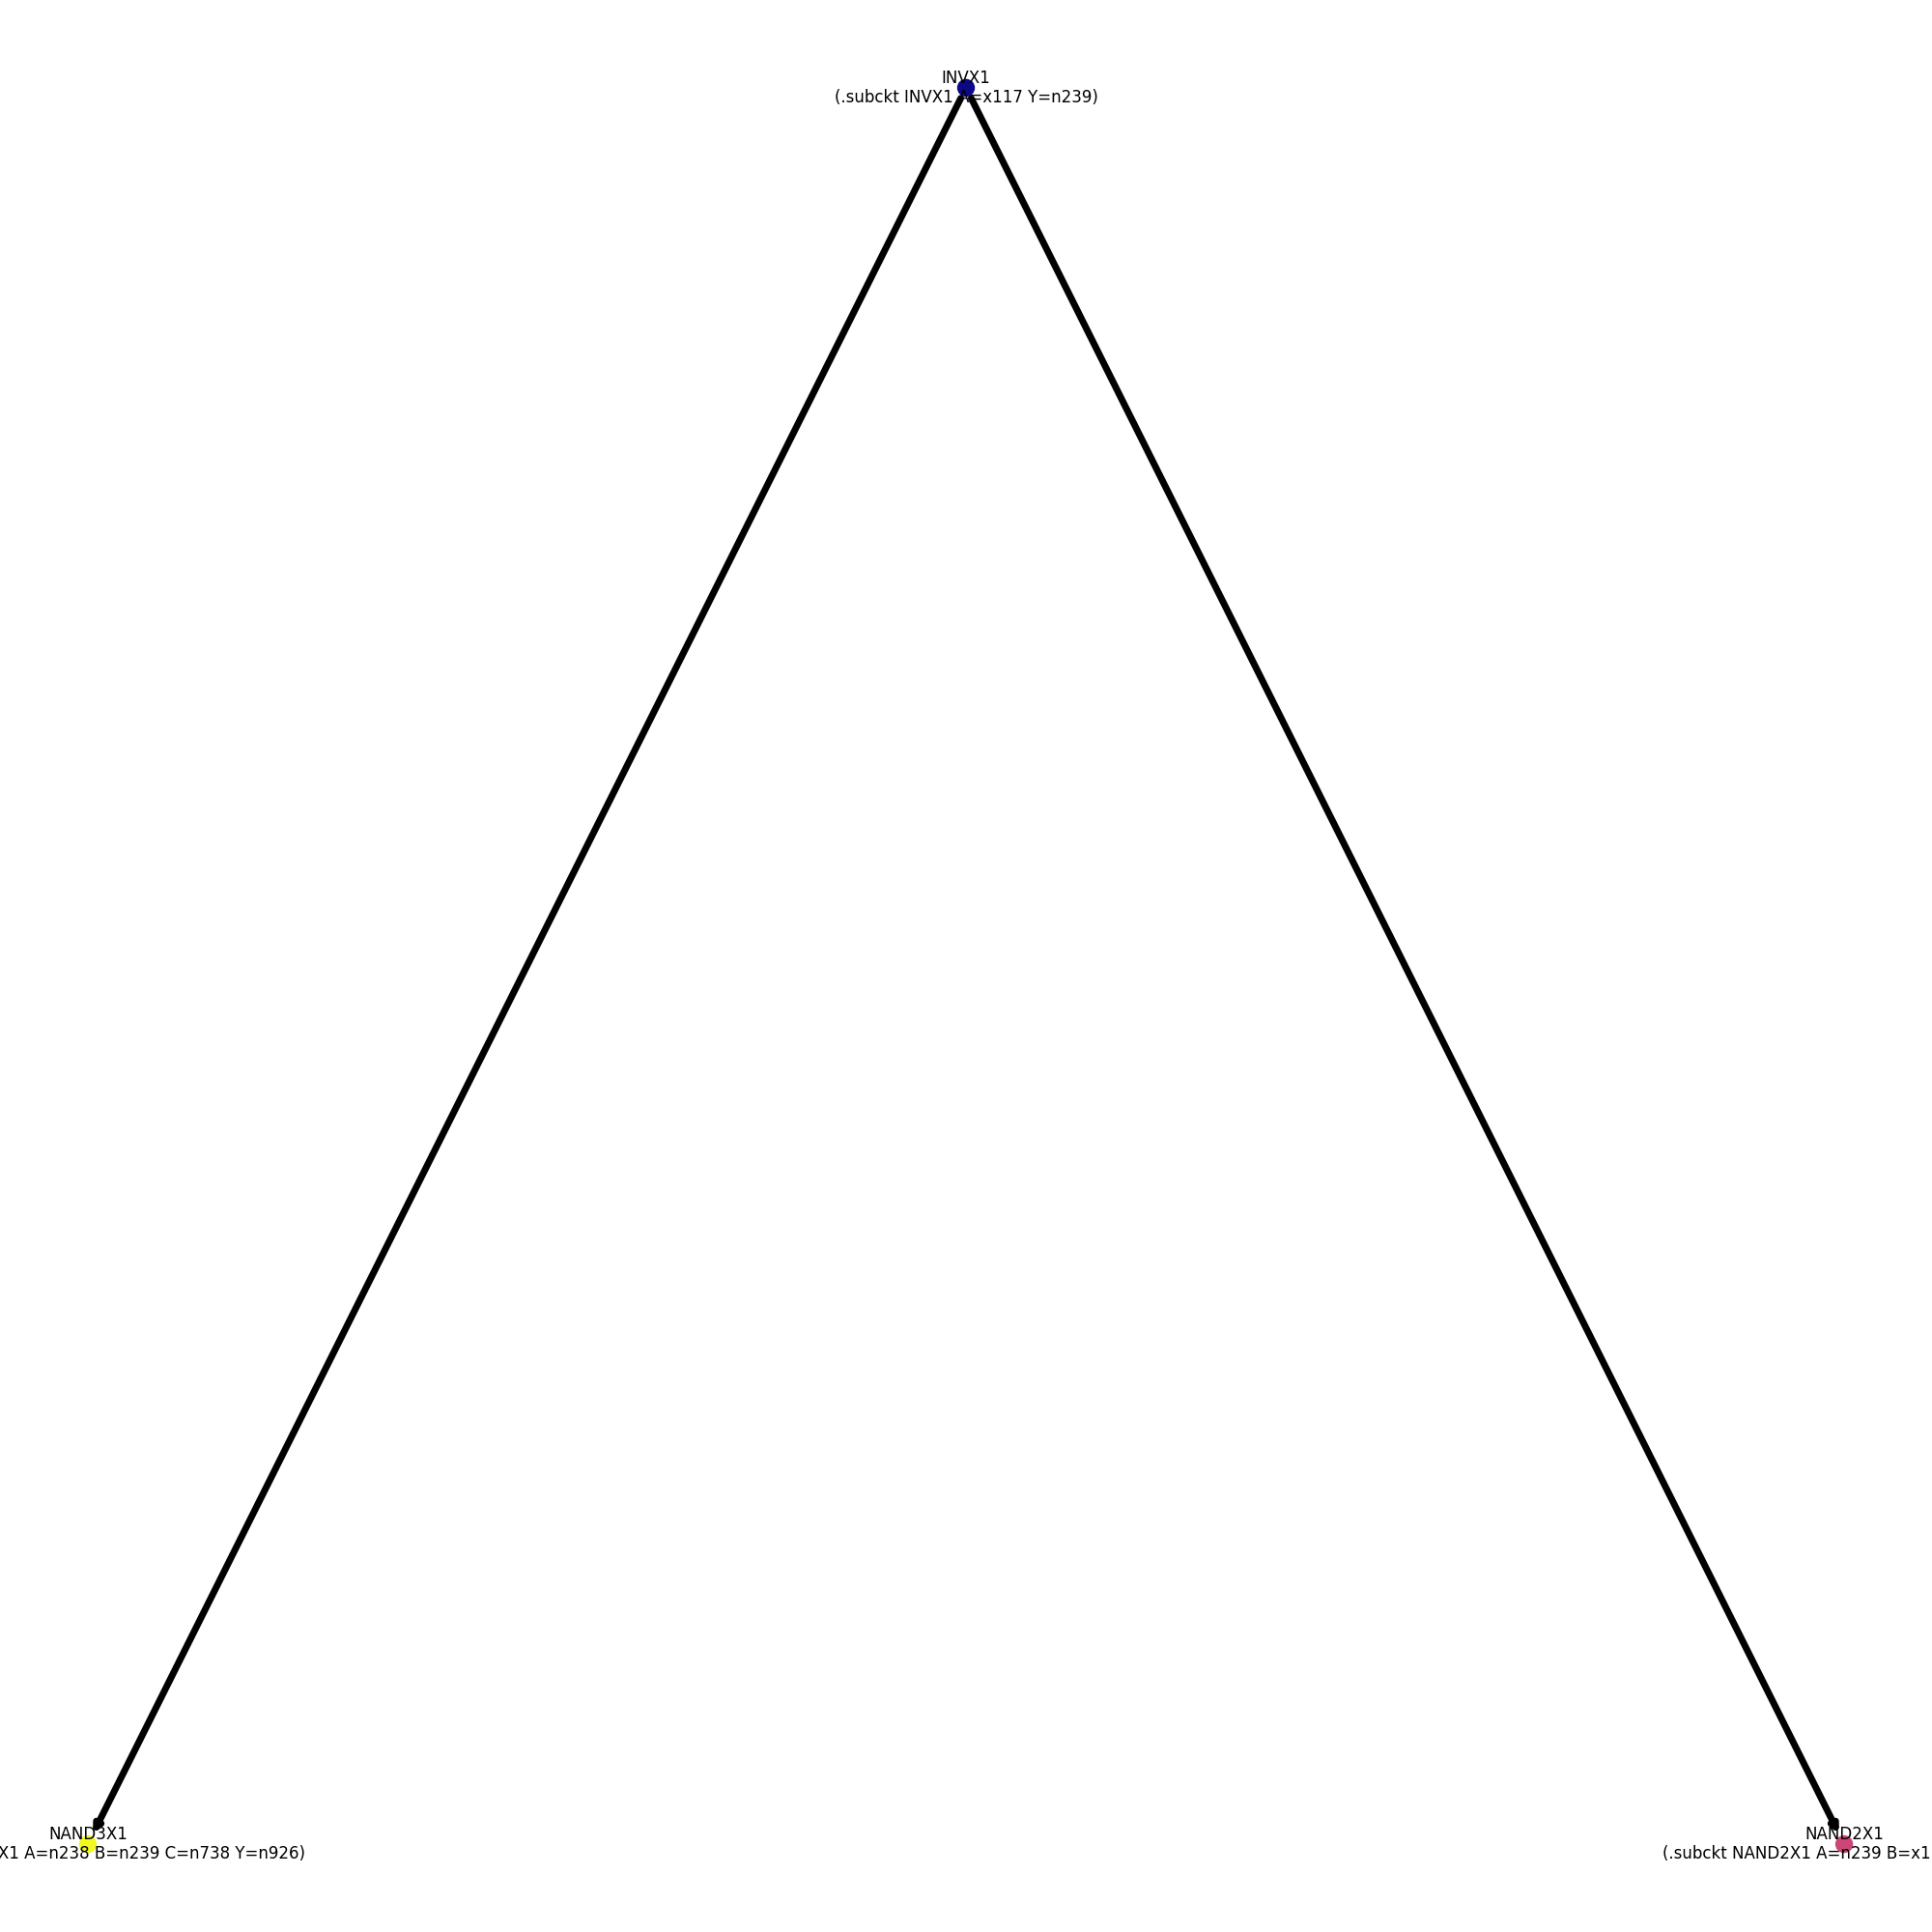 INVX1
(.subckt INVX1 A=x117 Y=n239)
NAND3X1
X1 A=n238 B=n239 C=n738 Y=n926)
NAND2X1
(.subckt NAND2X1 A=n239 B=x1